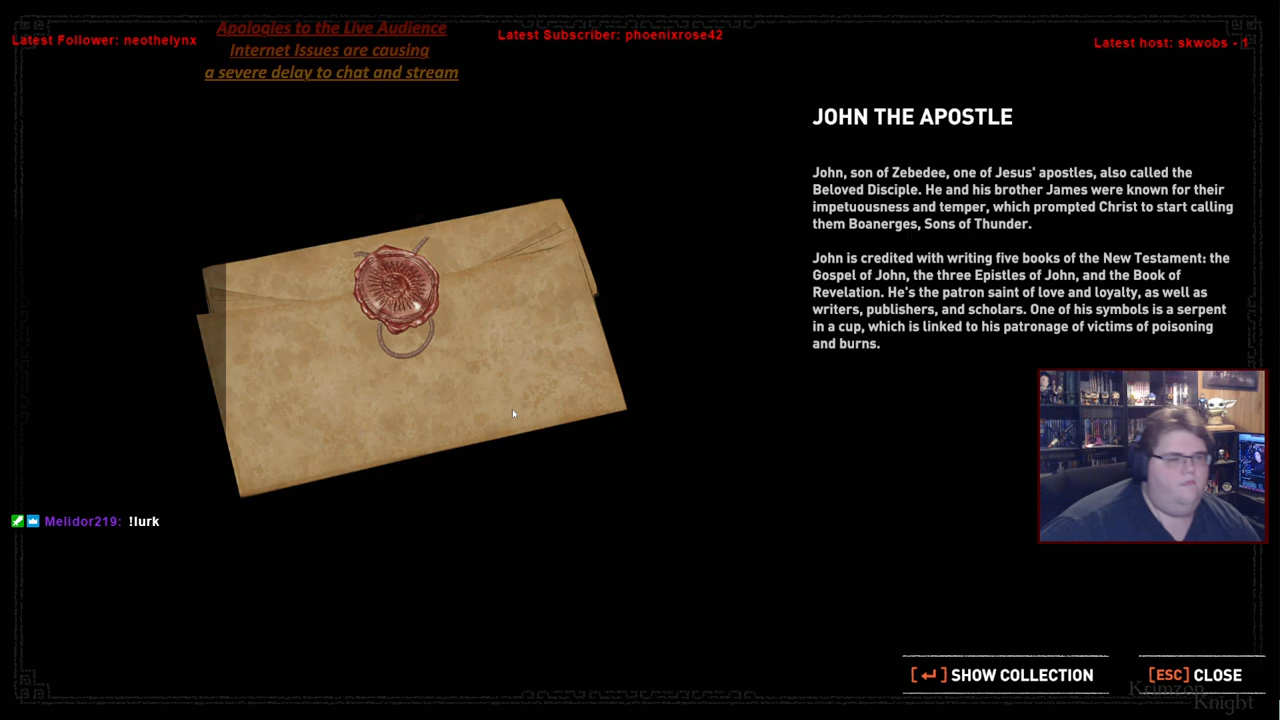 Apologies to the Live Audience
Latest Follower: neothelynx
Latest Subscriber: phoenixrose42
Latest host: skwobs - 1
Internet Issues are causing
a severe delay to chat and stream
JOHN THE APOSTLE
John, son of Zebedee, one of Jesus' apostles, also called the
Beloved Disciple. He and his brother James were known for their
impetuousness and temper, which prompted Christ to start calling
them Boanerges, Sons of Thunder.
John is credited with writing five books of the New Testament: the
Gospel of John, the three Epistles of John, and the Book of
Revelation. He's the patron saint of love and loyalty, as well as
writers, publishers, and scholars. One of his symbols is a serpent
in a cup, which is linked to his patronage of victims of poisoning
and burns.
Melidor219: !lurk
[↵] SHOW COLLECTION
[ESC] CLOSE
Krimzon
Knight